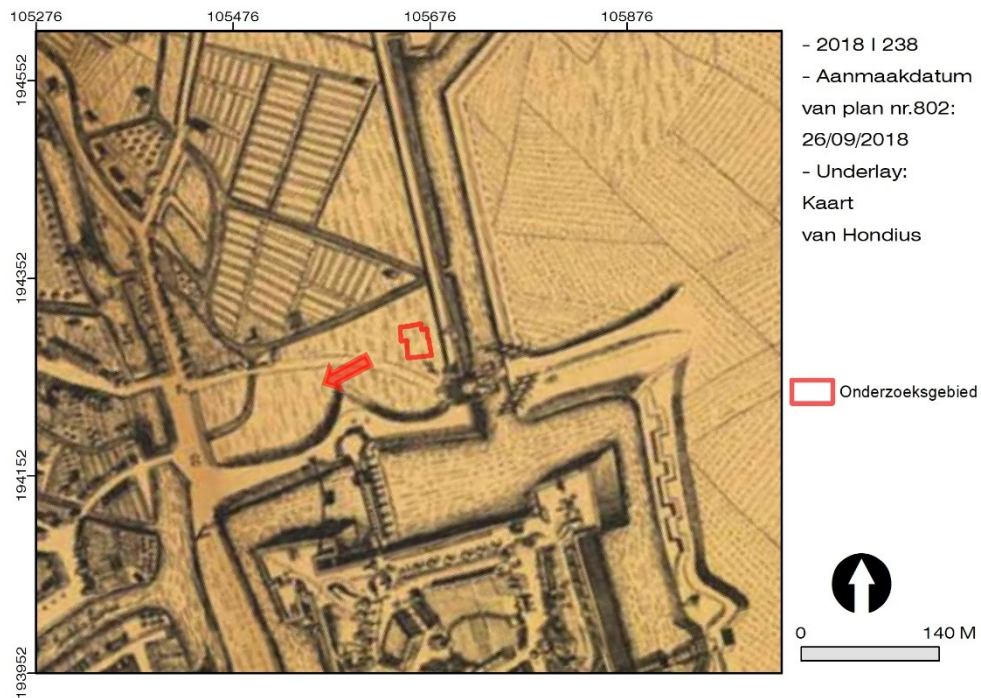 105276 105476 105676 105876
194552
194352
194152
193952
- 2018 I 238
- Aanmaakdatum
van plan nr.802:
26/09/2018
- Underlay:
Kaart
van Hondius
Onderzoeksgebied
0 140 M